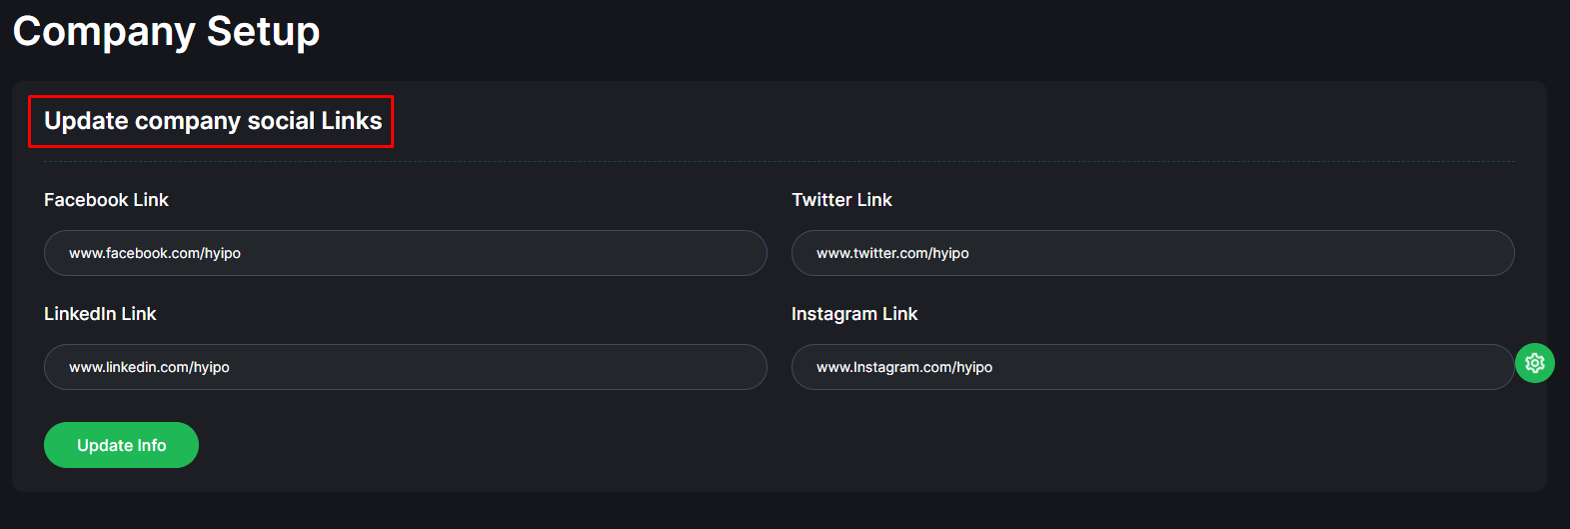 Company Setup
Update company social Links
Facebook Link
Twitter Link
www.facebook.com/hyipo
www.twitter.com/hyipo
LinkedIn Link
Instagram Link
www.linkedin.com/hyipo
www.Instagram.com/hyipo
Update Info